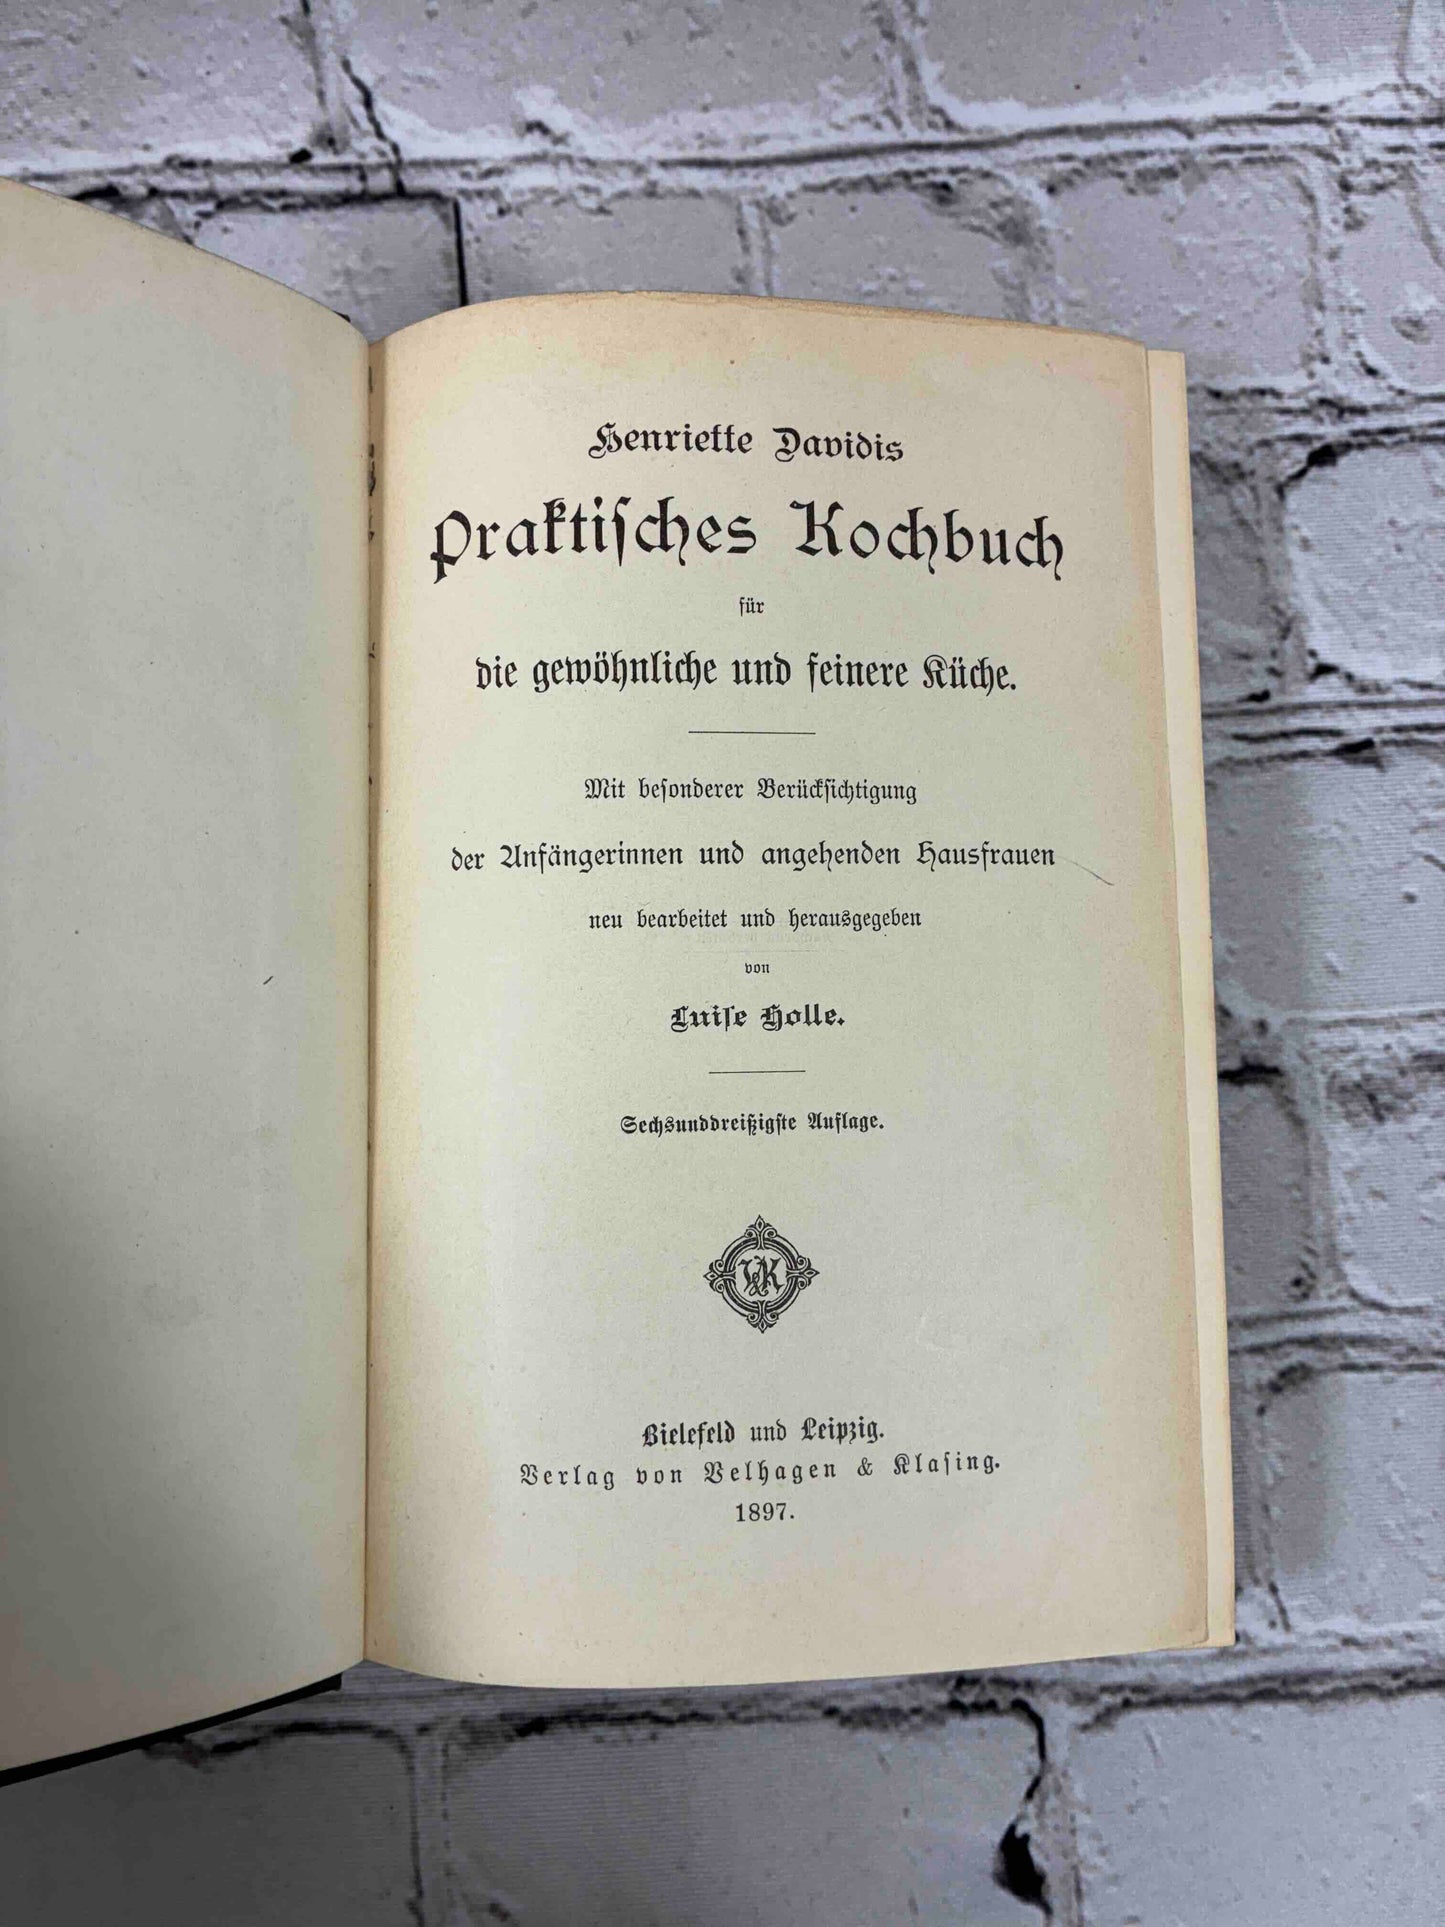 Henriette Davidis
Praktiſches Kochbuch
für
die gewöhnliche und feinere Küche.
Mit beſonderer Berückſichtigung
der Anfängerinnen und angehenden Hausfrauen
neu bearbeitet und herausgegeben
von
Luiſe Holle.
Sechsunddreißigſte Auflage.
V&K
Bielefeld und Leipzig.
Verlag von Velhagen & Klaſing.
1897.